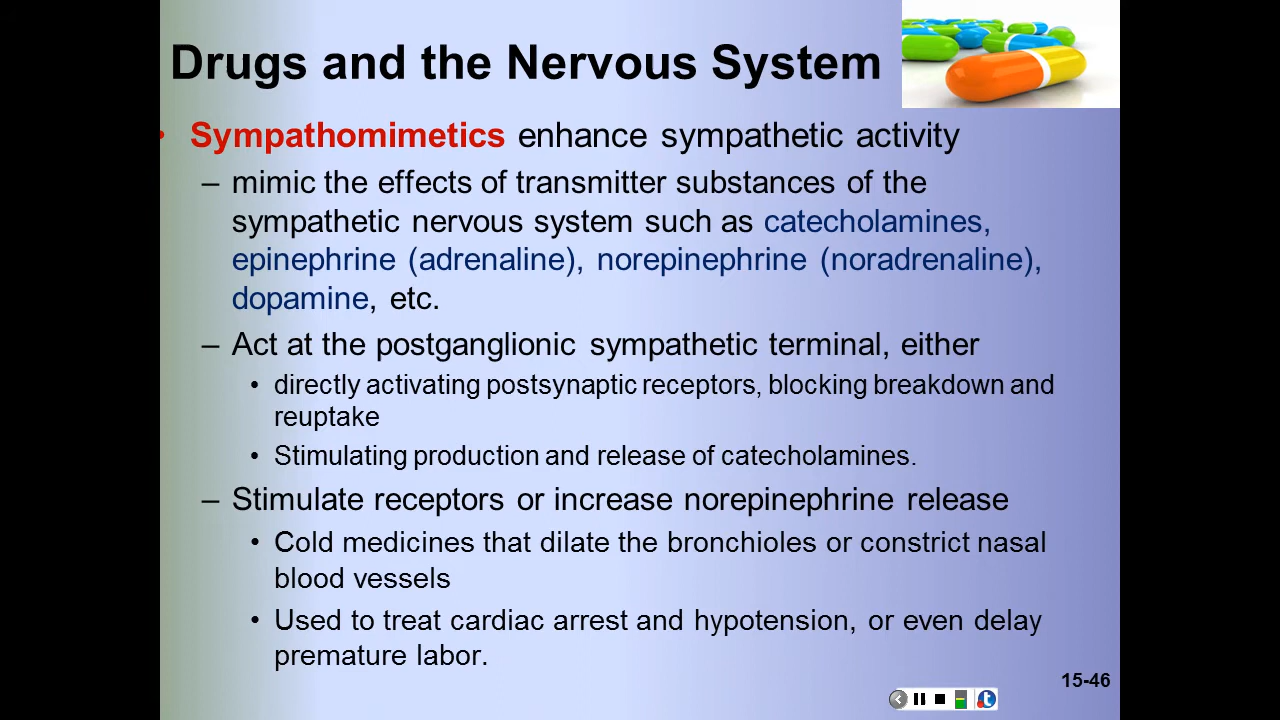 Drugs and the Nervous System
• Sympathomimetics enhance sympathetic activity
– mimic the effects of transmitter substances of the
sympathetic nervous system such as catecholamines,
epinephrine (adrenaline), norepinephrine (noradrenaline),
dopamine, etc.
– Act at the postganglionic sympathetic terminal, either
• directly activating postsynaptic receptors, blocking breakdown and
reuptake
• Stimulating production and release of catecholamines.
– Stimulate receptors or increase norepinephrine release
• Cold medicines that dilate the bronchioles or constrict nasal
blood vessels
• Used to treat cardiac arrest and hypotension, or even delay
premature labor.
15-46
t